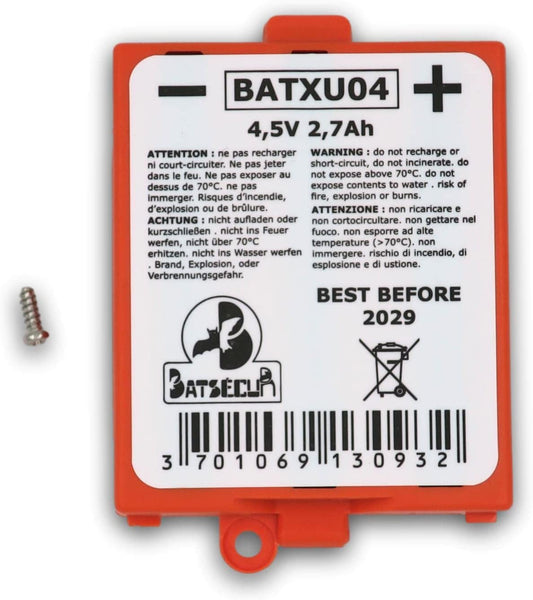 − BATXU04 +
4,5V 2,7Ah
ATTENTION : ne pas recharger
ni court-circuiter. Ne pas jeter
dans le feu. Ne pas exposer au
dessus de 70°C. ne pas
immerger. Risques d'incendie,
d'explosion ou de brûlure.
ACHTUNG : nicht aufladen oder
kurzschließen . nicht ins Feuer
werfen, nicht über 70°C
erhitzen. nicht ins Wasser werfen
. Brand, Explosion, oder
Verbrennungsgefahr.
WARNING : do not recharge or
short-circuit, do not incinerate. do
not expose above 70°C. do not
expose contents to water . risk of
fire, explosion or burns.
ATTENZIONE : non ricaricare e
non cortocircuitare. non gettare nel
fuoco. non esporre ad alte
temperature (>70°C). non
immergere. rischio di incendio, di
esplosione e di ustione.
BEST BEFORE
2029
B
BATSÉCUR
3 701069 130932